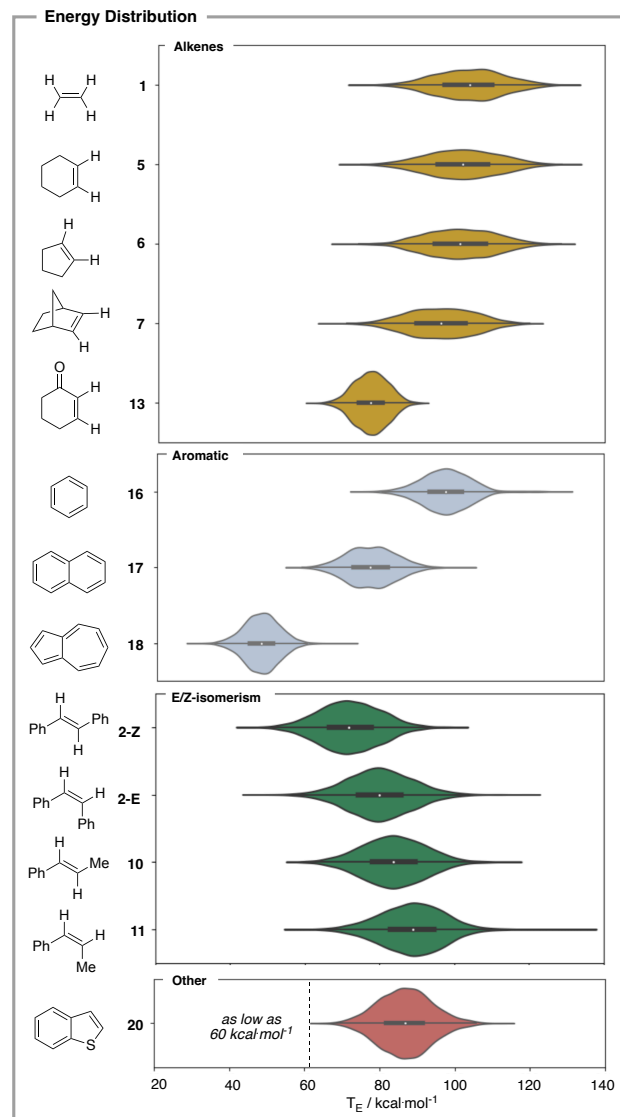 Energy Distribution
Alkenes
H H
1
H H
H
5
H
H
6
H
7
H
H
O
H
13
H
Aromatic
16
17
18
E/Z-isomerism
H
Ph Ph 2-Z
H
H
H 2-E
Ph
Ph
H
Me 10
Ph
H
H
H 11
Ph
Me
Other
as low as
60 kcal·mol-1
20
S
20 40 60 80 100 120 140
TE / kcal·mol-1